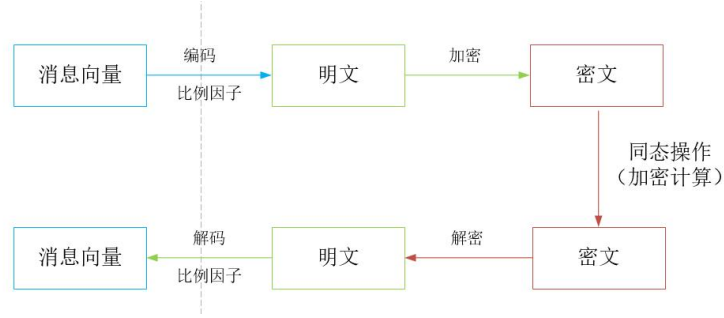 编码
加密
消息向量
明文
密文
比例因子
同态操作
（加密计算）
解码
解密
消息向量
明文
密文
比例因子